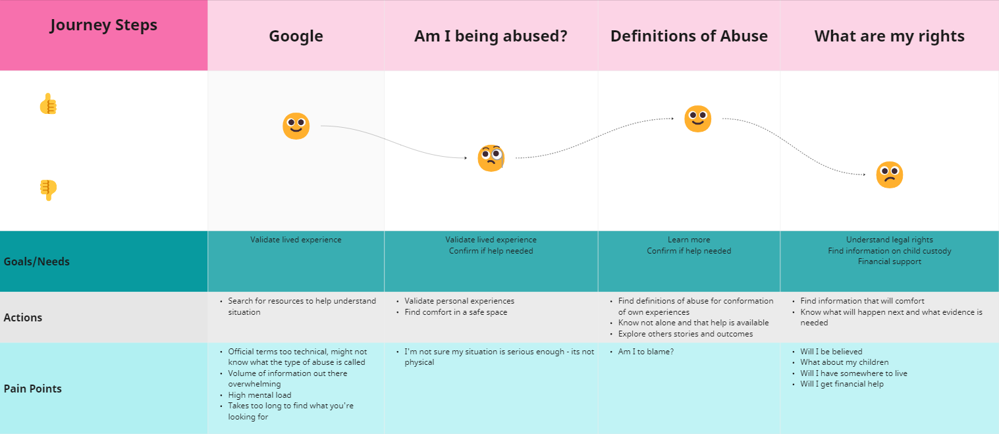 Journey Steps
Google
Am I being abused?
Definitions of Abuse
What are my rights
Goals/Needs
Validate lived experience
Validate lived experience
Confirm if help needed
Learn more
Confirm if help needed
Understand legal rights
Find information on child custody
Financial support
Actions
• Search for resources to help understand
situation
• Validate personal experiences
• Find comfort in a safe space
• Find definitions of abuse for conformation
of own experiences
• Know not alone and that help is available
• Explore others stories and outcomes
• Find information that will comfort
• Know what will happen next and what evidence is
needed
Pain Points
• Official terms too technical, might not
know what the type of abuse is called
• Volume of information out there
overwhelming
• High mental load
• Takes too long to find what you're
looking for
• I'm not sure my situation is serious enough - its not
physical
• Am I to blame?
• Will I be believed
• What about my children
• Will I have somewhere to live
• Will I get financial help